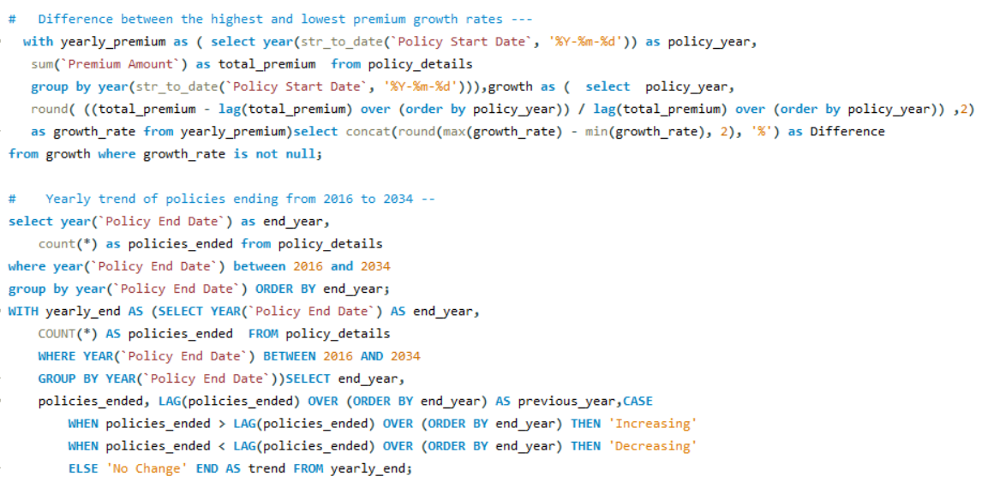 #   Difference between the highest and lowest premium growth rates ---
with yearly_premium as ( select year(str_to_date(`Policy Start Date`, '%Y-%m-%d')) as policy_year,
sum(`Premium Amount`) as total_premium  from policy_details
group by year(str_to_date(`Policy Start Date`, '%Y-%m-%d'))),growth as (  select  policy_year,
round( ((total_premium - lag(total_premium) over (order by policy_year)) / lag(total_premium) over (order by policy_year)) ,2)
as growth_rate from yearly_premium)select concat(round(max(growth_rate) - min(growth_rate), 2), '%') as Difference
from growth where growth_rate is not null;
#    Yearly trend of policies ending from 2016 to 2034 --
select year(`Policy End Date`) as end_year,
count(*) as policies_ended from policy_details
where year(`Policy End Date`) between 2016 and 2034
group by year(`Policy End Date`) ORDER BY end_year;
WITH yearly_end AS (SELECT YEAR(`Policy End Date`) AS end_year,
COUNT(*) AS policies_ended  FROM policy_details
WHERE YEAR(`Policy End Date`) BETWEEN 2016 AND 2034
GROUP BY YEAR(`Policy End Date`))SELECT end_year,
policies_ended, LAG(policies_ended) OVER (ORDER BY end_year) AS previous_year,CASE
WHEN policies_ended > LAG(policies_ended) OVER (ORDER BY end_year) THEN 'Increasing'
WHEN policies_ended < LAG(policies_ended) OVER (ORDER BY end_year) THEN 'Decreasing'
ELSE 'No Change' END AS trend FROM yearly_end;